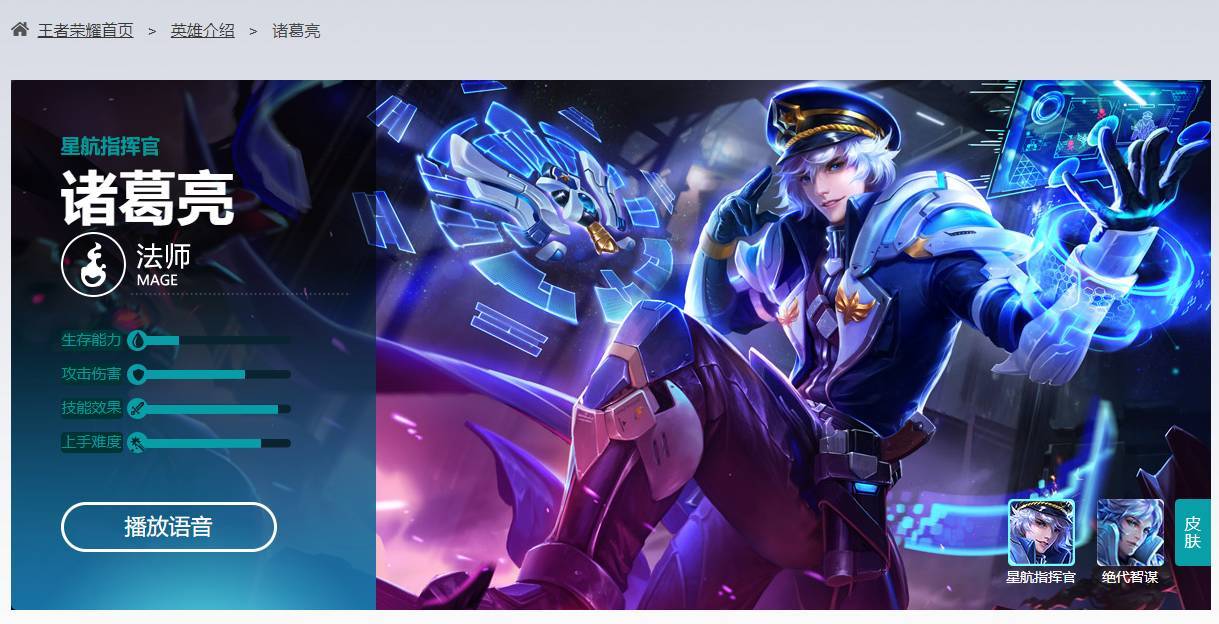 王者荣耀首页 > 英雄介绍 > 诸葛亮
星航指挥官
诸葛亮
法师
MAGE
生存能力
攻击伤害
技能效果
上手难度
播放语音
星航指挥官
绝代智谋
皮肤